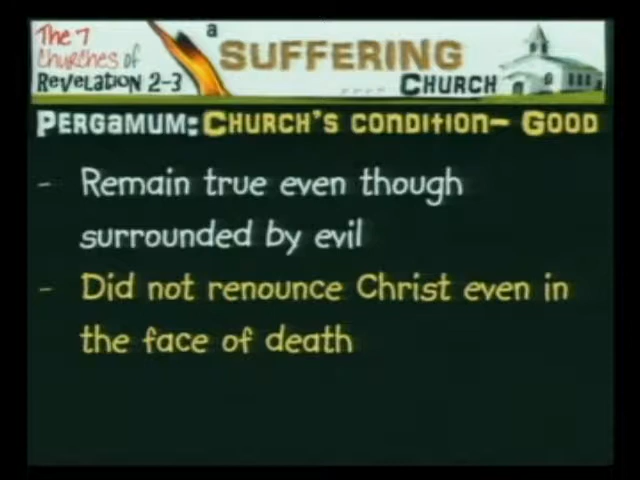 The 7
Churches of
Revelation 2-3
a
SUFFERING
.... CHURCH
PERGAMUM: CHURCH'S CONDITION- GOOD
- Remain true even though
surrounded by evil
- Did not renounce Christ even in
the face of death